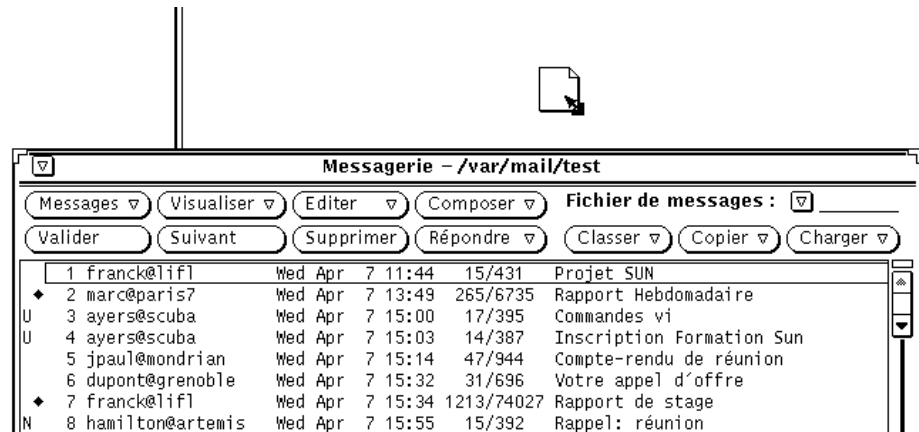 Messagerie – /var/mail/test
Messages Visualiser Editer Composer Fichier de messages :
Valider Suivant Supprimer Répondre Classer Copier Charger
1 franck@lifl Wed Apr 7 11:44 15/431 Projet SUN
2 marc@paris7 Wed Apr 7 13:49 265/6735 Rapport Hebdomadaire
U 3 ayers@scuba Wed Apr 7 15:00 17/395 Commandes vi
U 4 ayers@scuba Wed Apr 7 15:03 14/387 Inscription Formation Sun
5 jpaul@mondrian Wed Apr 7 15:14 47/944 Compte-rendu de réunion
6 dupont@grenoble Wed Apr 7 15:32 31/696 Votre appel d´offre
7 franck@lifl Wed Apr 7 15:34 1213/74027 Rapport de stage
N 8 hamilton@artemis Wed Apr 7 15:55 15/392 Rappel: réunion